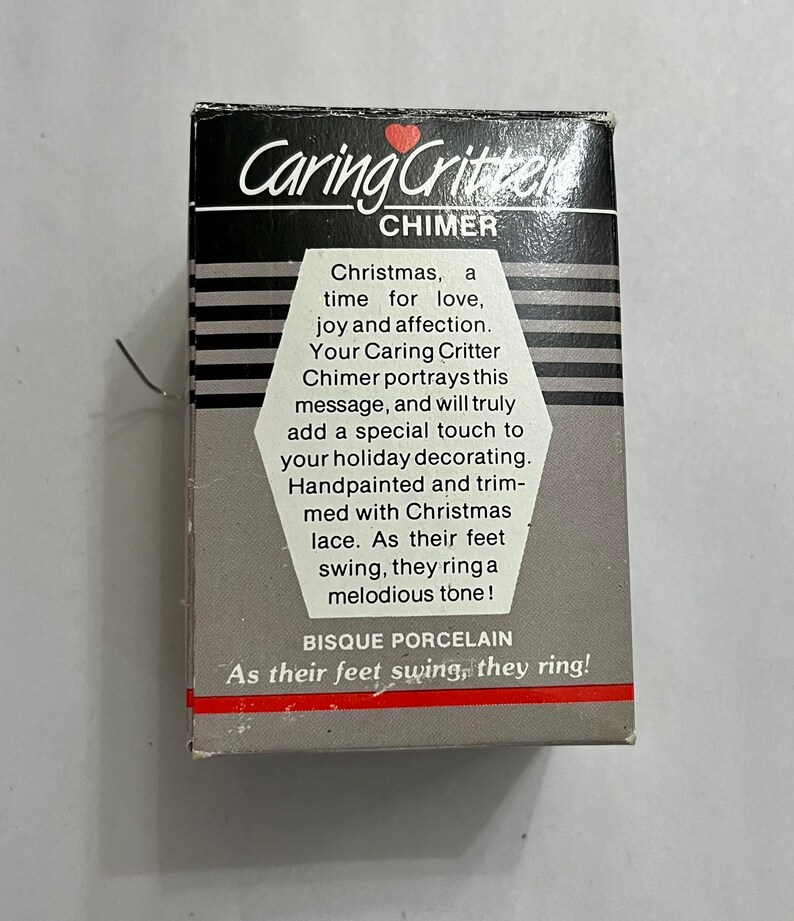 Caring Critter
CHIMER
Christmas, a
time for love,
joy and affection.
Your Caring Critter
Chimer portrays this
message, and will truly
add a special touch to
your holiday decorating.
Handpainted and trim-
med with Christmas
lace. As their feet
swing, they ring a
melodious tone!
BISQUE PORCELAIN
As their feet swing, they ring!